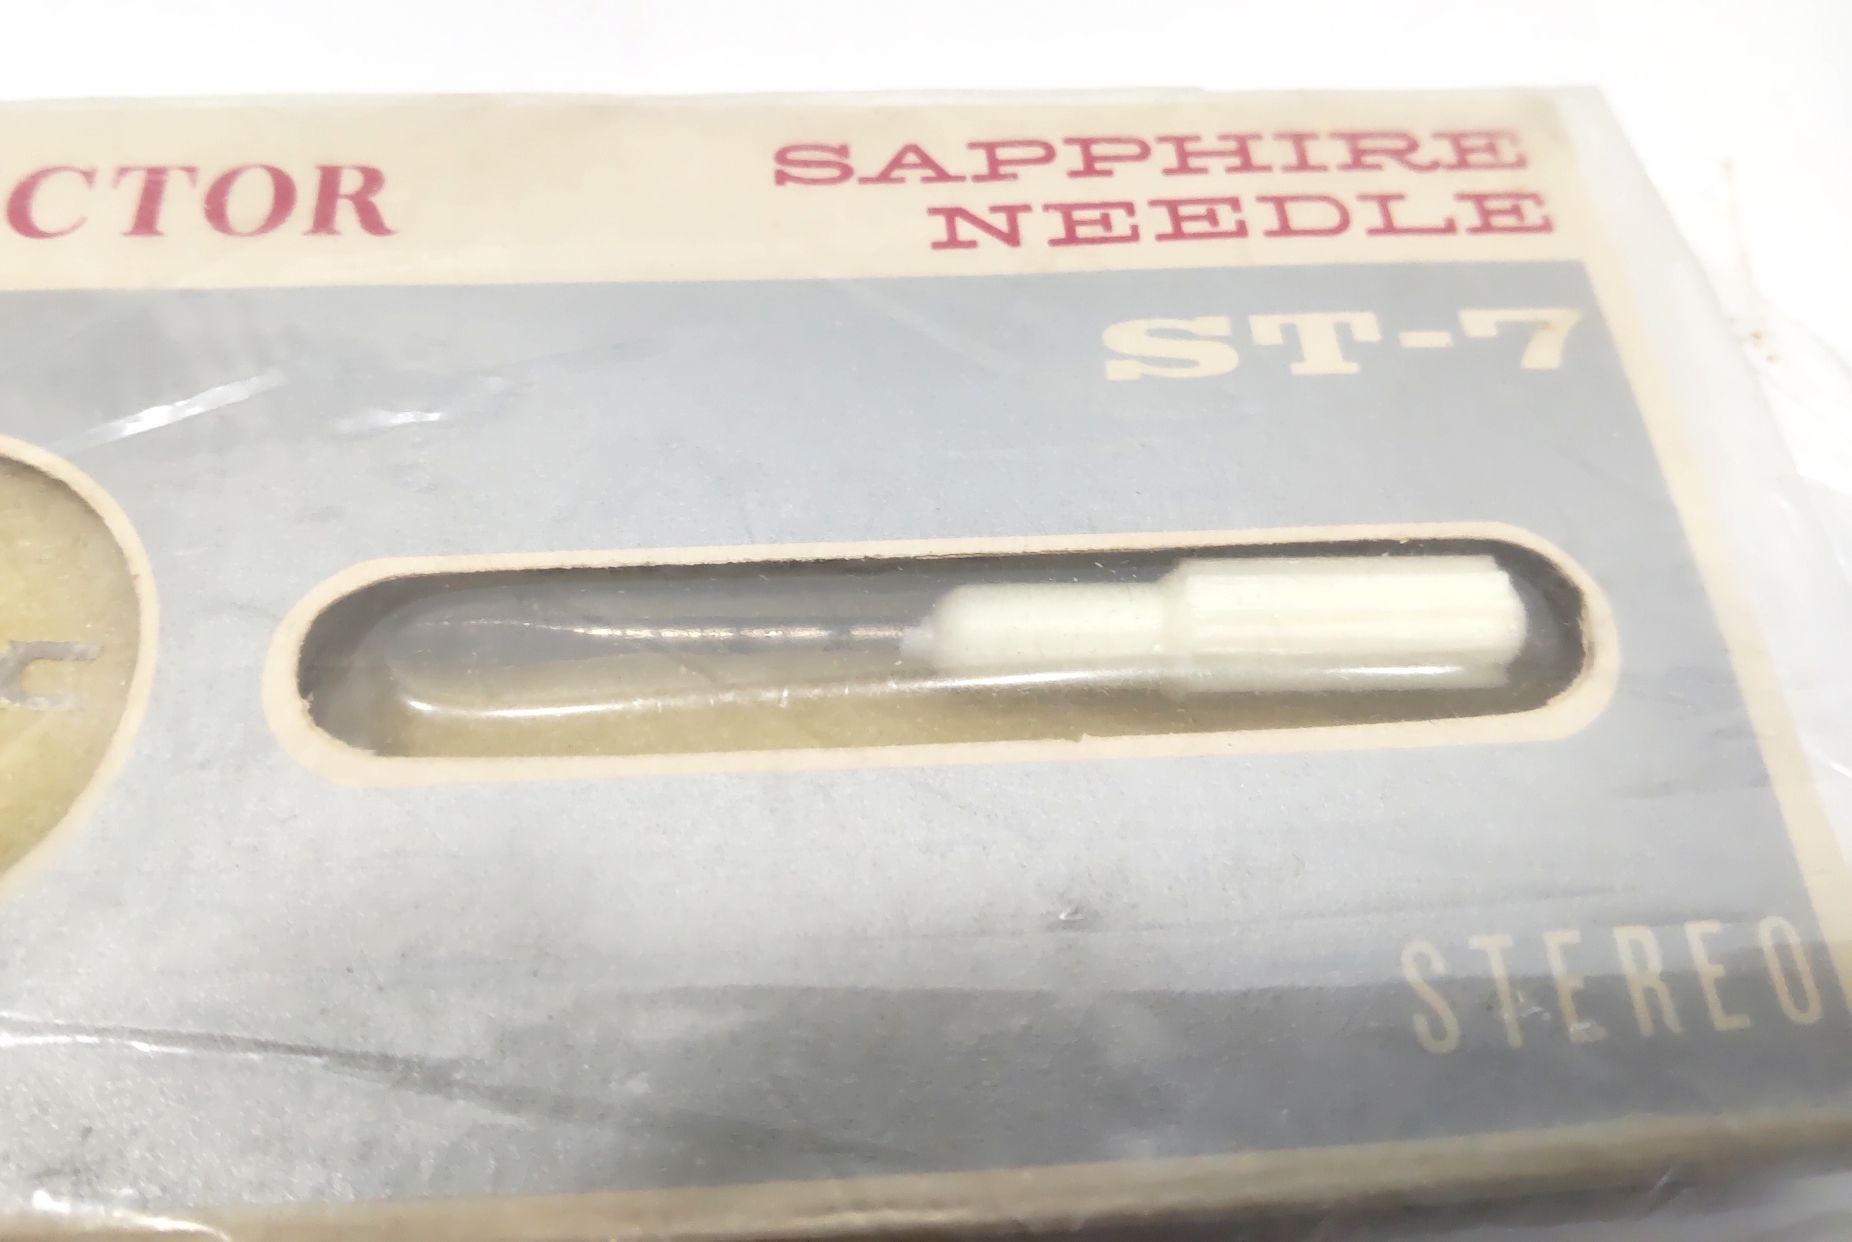 CTOR
SAPPHIRE
NEEDLE
ST-7
STEREO